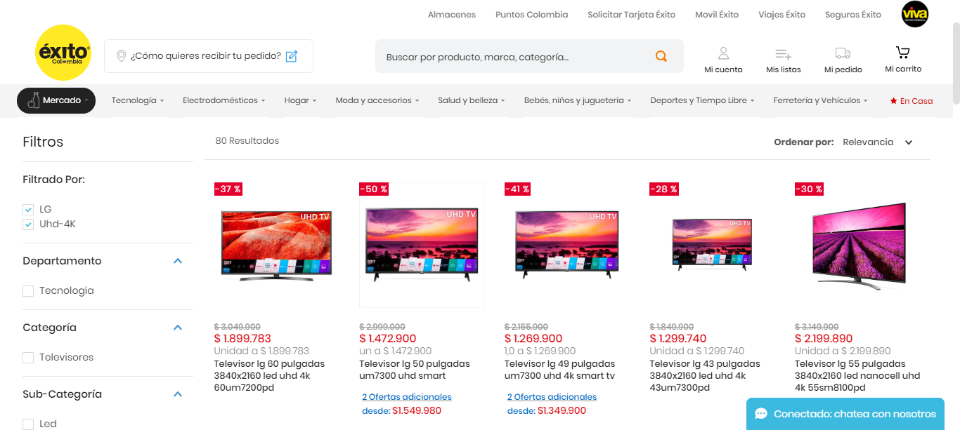 Almacenes Puntos Colombia Solicitar Tarjeta Éxito Movil Éxito Viajes Éxito Seguros Éxito viva
éxito
Colombia
¿Cómo quieres recibir tu pedido?
Buscar por producto, marca, categoría...
Mi cuenta Mis listas Mi pedido Mi carrito
Mercado Tecnología Electrodomésticos Hogar Moda y accesorios Salud y belleza Bebés, niños y juguetería Deportes y Tiempo Libre Ferretería y Vehículos En Casa
Filtros
80 Resultados
Ordenar por: Relevancia
Filtrado Por:
LG
Uhd-4K
Departamento
Tecnologia
Categoría
Televisores
Sub-Categoría
Led
-37 %
UHD TV
$ 3.049.900
$ 1.899.783
Unidad a $ 1.899.783
Televisor lg 60 pulgadas
3840x2160 led uhd 4k
60um7200pd
-50 %
UHD TV
$ 2.999.000
$ 1.472.900
un a $ 1.472.900
Televisor lg 50 pulgadas
um7300 uhd smart
2 Ofertas adicionales
desde: $1.549.980
-41 %
UHD TV
$ 2.155.900
$ 1.269.900
1,0 a $ 1.269.900
Televisor lg 49 pulgadas
um7300 uhd 4k smart tv
2 Ofertas adicionales
desde: $1.349.900
-28 %
UHD TV
$ 1.849.900
$ 1.299.740
Unidad a $ 1.299.740
Televisor lg 43 pulgadas
3840x2160 led uhd 4k
43um7300pd
-30 %
$ 3.149.900
$ 2.199.890
Unidad a $ 2.199.890
Televisor lg 55 pulgadas
3840x2160 led nanocell uhd
4k 55sm8100pd
Conectado: chatea con nosotros